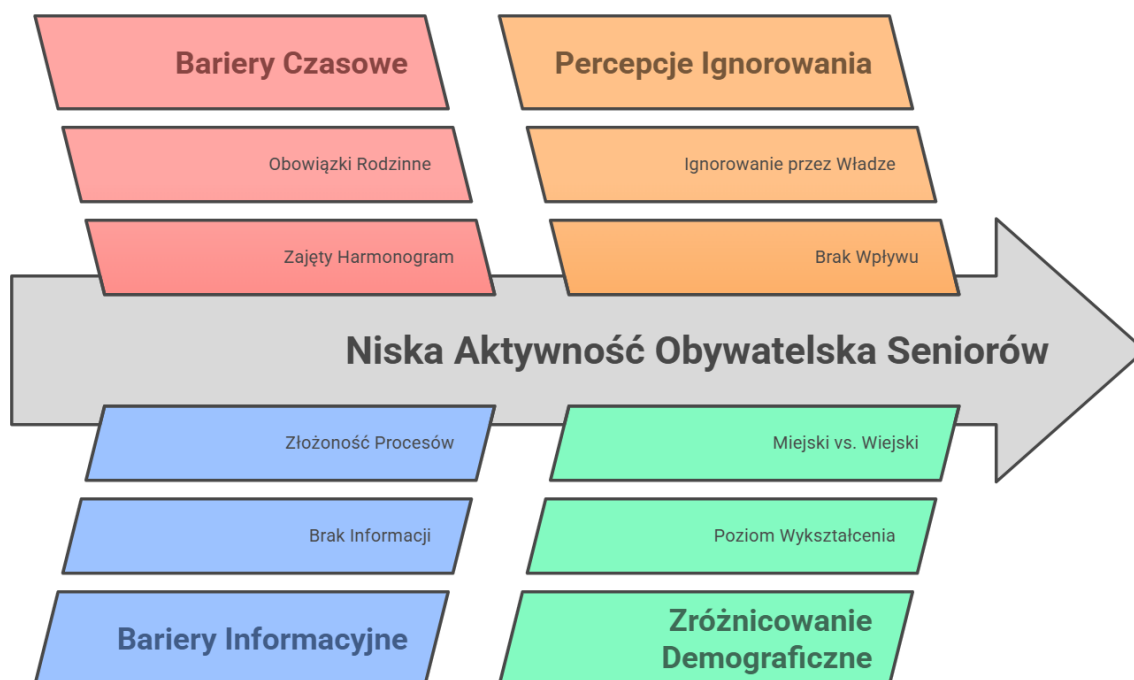 Bariery Czasowe
Obowiązki Rodzinne
Zajęty Harmonogram
Percepcje Ignorowania
Ignorowanie przez Władze
Brak Wpływu
Niska Aktywność Obywatelska Seniorów
Złożoność Procesów
Brak Informacji
Bariery Informacyjne
Miejski vs. Wiejski
Poziom Wykształcenia
Zróżnicowanie
Demograficzne